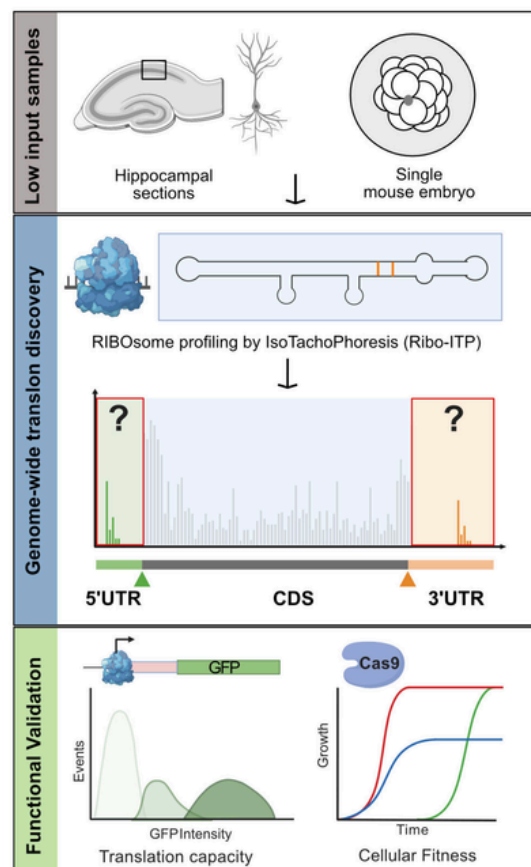 Low input samples
Hippocampal
sections
Single
mouse embryo
Genome-wide translon discovery
RIBOsome profiling by IsoTachoPhoresis (Ribo-ITP)
?
?
5'UTR
CDS
3'UTR
Functional Validation
GFP
Events
GFPIntensity
Translation capacity
Cas9
Growth
Time
Cellular Fitness